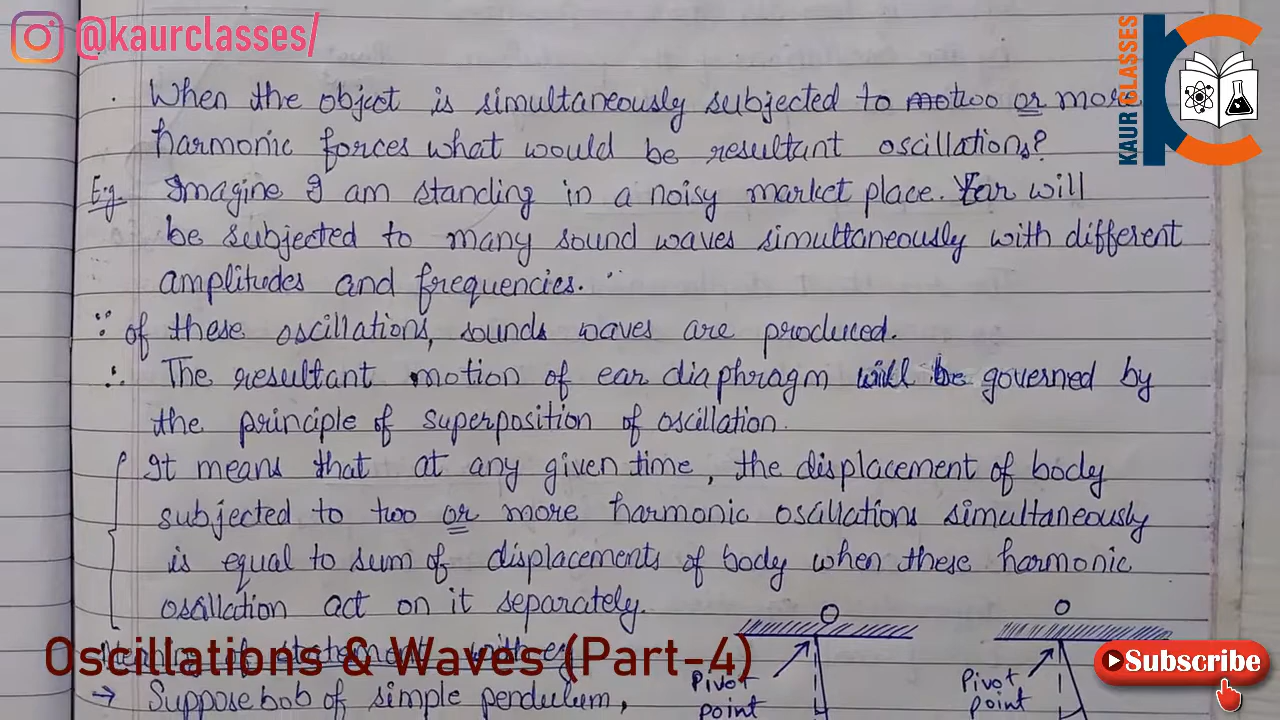 @kaurclasses/
KAUR CLASSES
When the object is simultaneously subjected to two or more
harmonic forces what would be resultant oscillations?
E.g. Imagine I am standing in a noisy market place. Ear will
be subjected to many sound waves simultaneously with different
amplitudes and frequencies.
∵ of these oscillations, sounds waves are produced.
∴ The resultant motion of ear diaphragm will be governed by
the principle of superposition of oscillation.
It means that at any given time, the displacement of body
subjected to two or more harmonic oscillations simultaneously
is equal to sum of displacements of body when these harmonic
oscillation act on it separately.
O O
Oscillations & Waves (Part-4)
Subscribe
→ Suppose bob of simple pendulum,
Pivot
point
Pivot
point